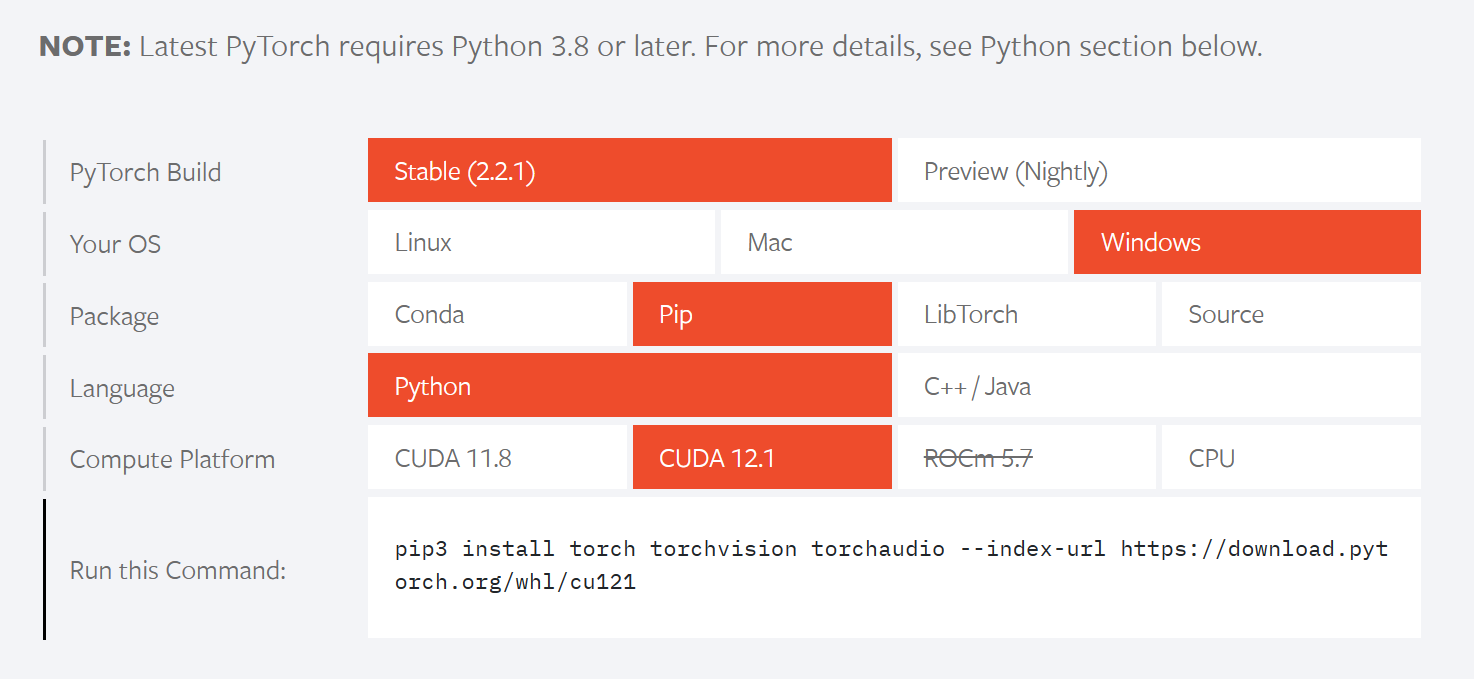 NOTE: Latest PyTorch requires Python 3.8 or later. For more details, see Python section below.
PyTorch Build Stable (2.2.1) Preview (Nightly)
Your OS Linux Mac Windows
Package Conda Pip LibTorch Source
Language Python C++ / Java
Compute Platform CUDA 11.8 CUDA 12.1 ROCm 5.7 CPU
Run this Command:
pip3 install torch torchvision torchaudio --index-url https://download.pyt
orch.org/whl/cu121